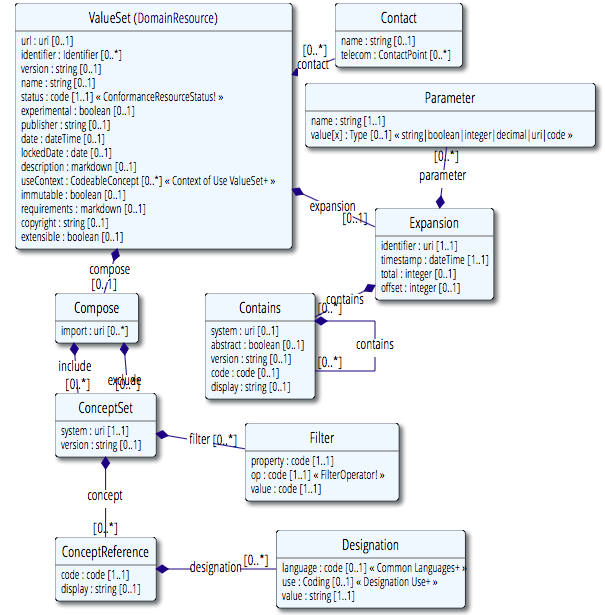 ValueSet (DomainResource)
url : uri [0..1]
identifier : Identifier [0..*]
version : string [0..1]
name : string [0..1]
status : code [1..1] « ConformanceResourceStatus! »
experimental : boolean [0..1]
publisher : string [0..1]
date : dateTime [0..1]
lockedDate : date [0..1]
description : markdown [0..1]
useContext : CodeableConcept [0..*] « Context of Use ValueSet+ »
immutable : boolean [0..1]
requirements : markdown [0..1]
copyright : string [0..1]
extensible : boolean [0..1]
Contact
name : string [0..1]
telecom : ContactPoint [0..*]
[0..*]
contact
Parameter
name : string [1..1]
value[x] : Type [0..1] « string|boolean|integer|decimal|uri|code »
[0..*]
parameter
expansion
[0..1]
Expansion
identifier : uri [1..1]
timestamp : dateTime [1..1]
total : integer [0..1]
offset : integer [0..1]
compose
[0..1]
Compose
import : uri [0..*]
contains
[0..*]
Contains
system : uri [0..1]
abstract : boolean [0..1]
version : string [0..1]
code : code [0..1]
display : string [0..1]
contains
[0..*]
include
[0..*]
exclude
[0..*]
ConceptSet
system : uri [1..1]
version : string [0..1]
filter
[0..*]
Filter
property : code [1..1]
op : code [1..1] « FilterOperator! »
value : code [1..1]
concept
[0..*]
ConceptReference
code : code [1..1]
display : string [0..1]
designation
[0..*]
Designation
language : code [0..1] « Common Languages+ »
use : Coding [0..1] « Designation Use+ »
value : string [1..1]